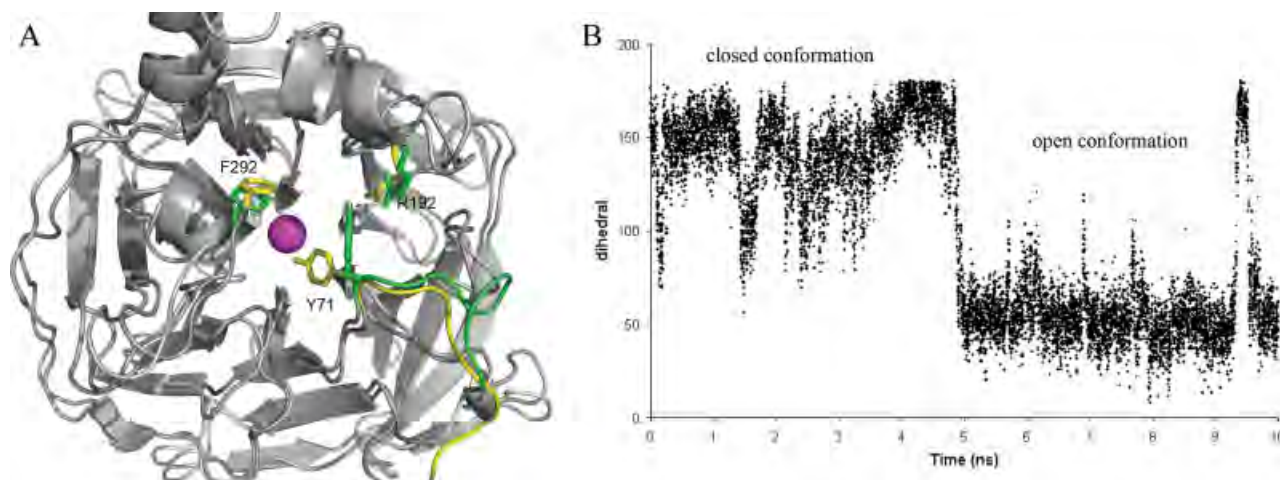 A
F292
R192
Y71
B
closed conformation
open conformation
200
150
100
50
0
dihedral
0 1 2 3 4 5 6 7 8 9 10
Time (ns)